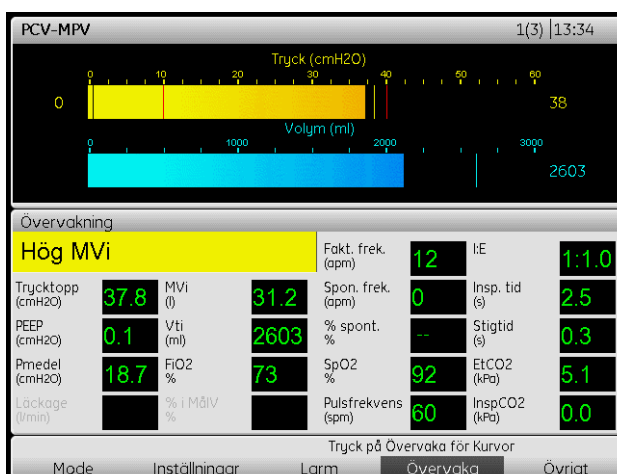 PCV-MPV 1(3) 13:34
Tryck (cmH2O)
0 10 20 30 40 50 60
0 38
Volym (ml)
0 1000 2000 3000
2603
Övervakning
Hög MVi
Fakt. frek. (apm) 12 I:E 1:1.0
Trycktopp (cmH2O) 37.8 MVi (l) 31.2 Spon. frek. (apm) 0 Insp. tid (s) 2.5
PEEP (cmH2O) 0.1 Vti (ml) 2603 % spont. % -- Stigtid (s) 0.3
Pmedel (cmH2O) 18.7 FiO2 % 73 SpO2 % 92 EtCO2 (kPa) 5.1
Läckage (l/min) % i MålV % Pulsfrekvens (spm) 60 InspCO2 (kPa) 0.0
Tryck på Övervaka för Kurvor
Mode Inställningar Larm Övervaka Övrigt